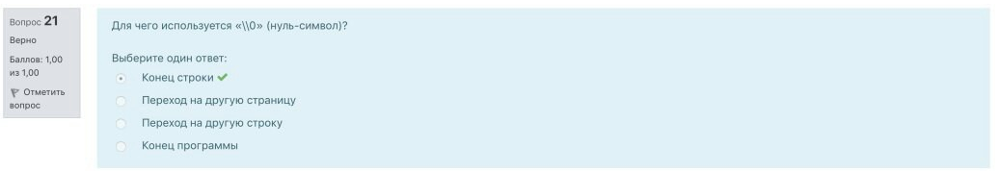 Вопрос 21
Верно
Баллов: 1,00
из 1,00
Отметить
вопрос
Для чего используется «\\0» (нуль-символ)?
Выберите один ответ:
Конец строки
Переход на другую страницу
Переход на другую строку
Конец программы